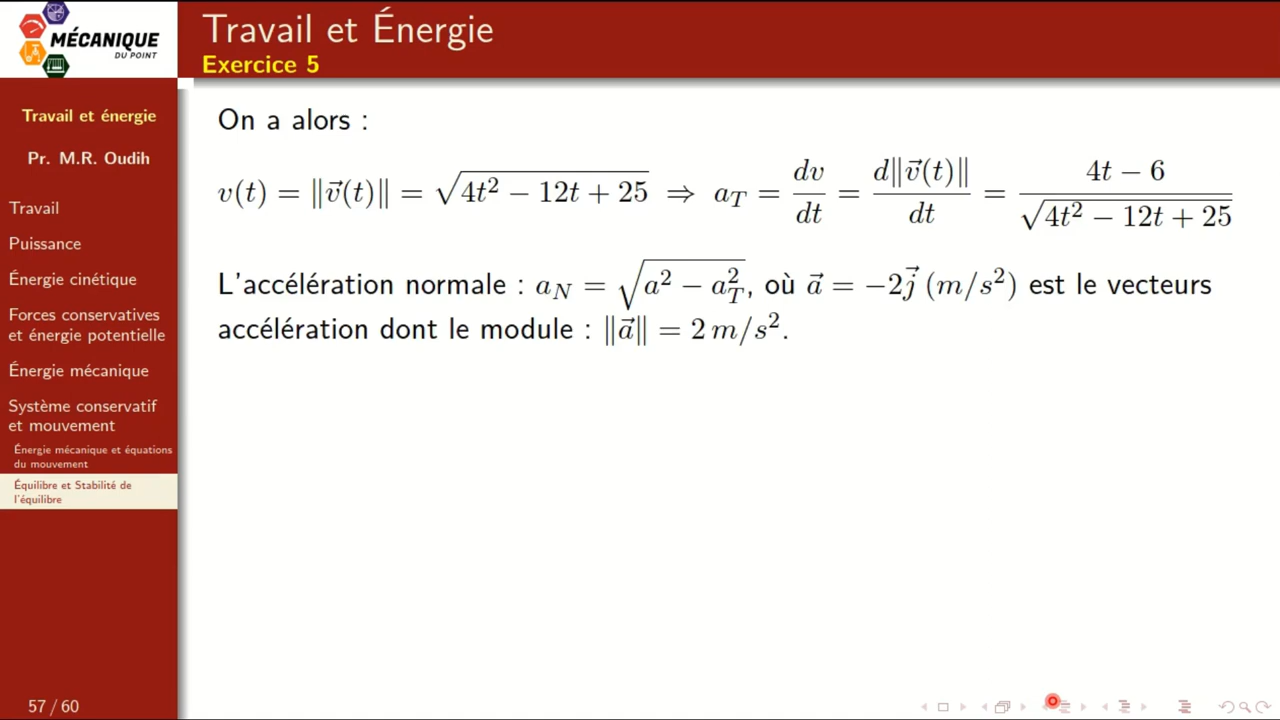 MÉCANIQUE
DU POINT
Travail et Énergie
Exercice 5
Travail et énergie
Pr. M.R. Oudih
Travail
Puissance
Énergie cinétique
Forces conservatives
et énergie potentielle
Énergie mécanique
Système conservatif
et mouvement
Énergie mécanique et équations
du mouvement
Équilibre et Stabilité de
l'équilibre
57 / 60
On a alors :
v(t) = ‖v⃗(t)‖ = √(4t² − 12t + 25) ⇒ a_T = dv/dt = d‖v⃗(t)‖/dt = (4t − 6)/√(4t² − 12t + 25)
L'accélération normale : a_N = √(a² − a_T²), où a⃗ = −2j⃗ (m/s²) est le vecteurs
accélération dont le module : ‖a⃗‖ = 2 m/s².